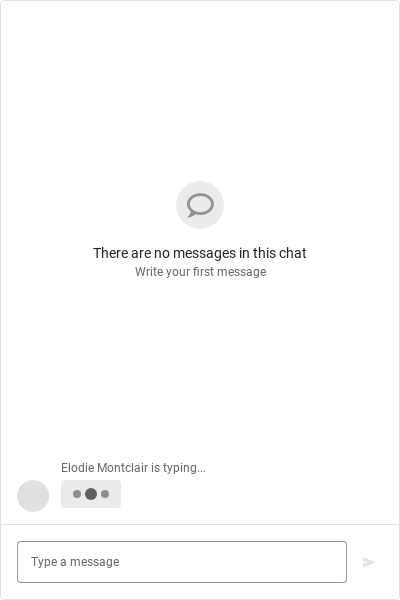 There are no messages in this chat
Write your first message
Elodie Montclair is typing...
Type a message